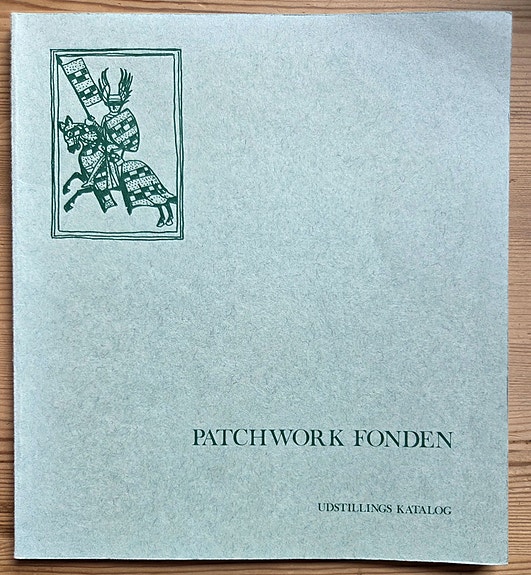 PATCHWORK FONDEN
UDSTILLINGS KATALOG